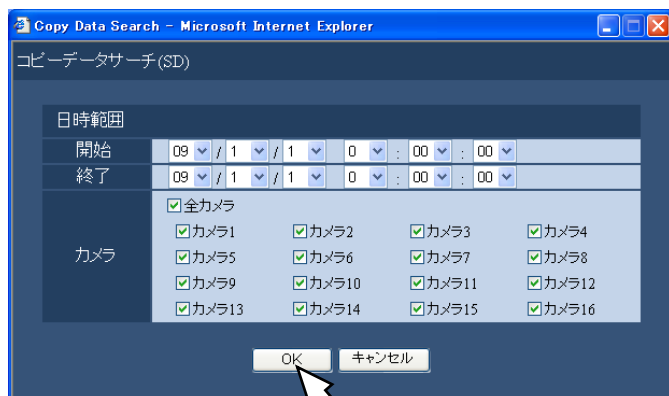 Copy Data Search - Microsoft Internet Explorer
コピーデータサーチ(SD)
日時範囲
開始 09 / 1 / 1 0 : 00 : 00
終了 09 / 1 / 1 0 : 00 : 00
全カメラ
カメラ
カメラ1 カメラ2 カメラ3 カメラ4
カメラ5 カメラ6 カメラ7 カメラ8
カメラ9 カメラ10 カメラ11 カメラ12
カメラ13 カメラ14 カメラ15 カメラ16
OK キャンセル